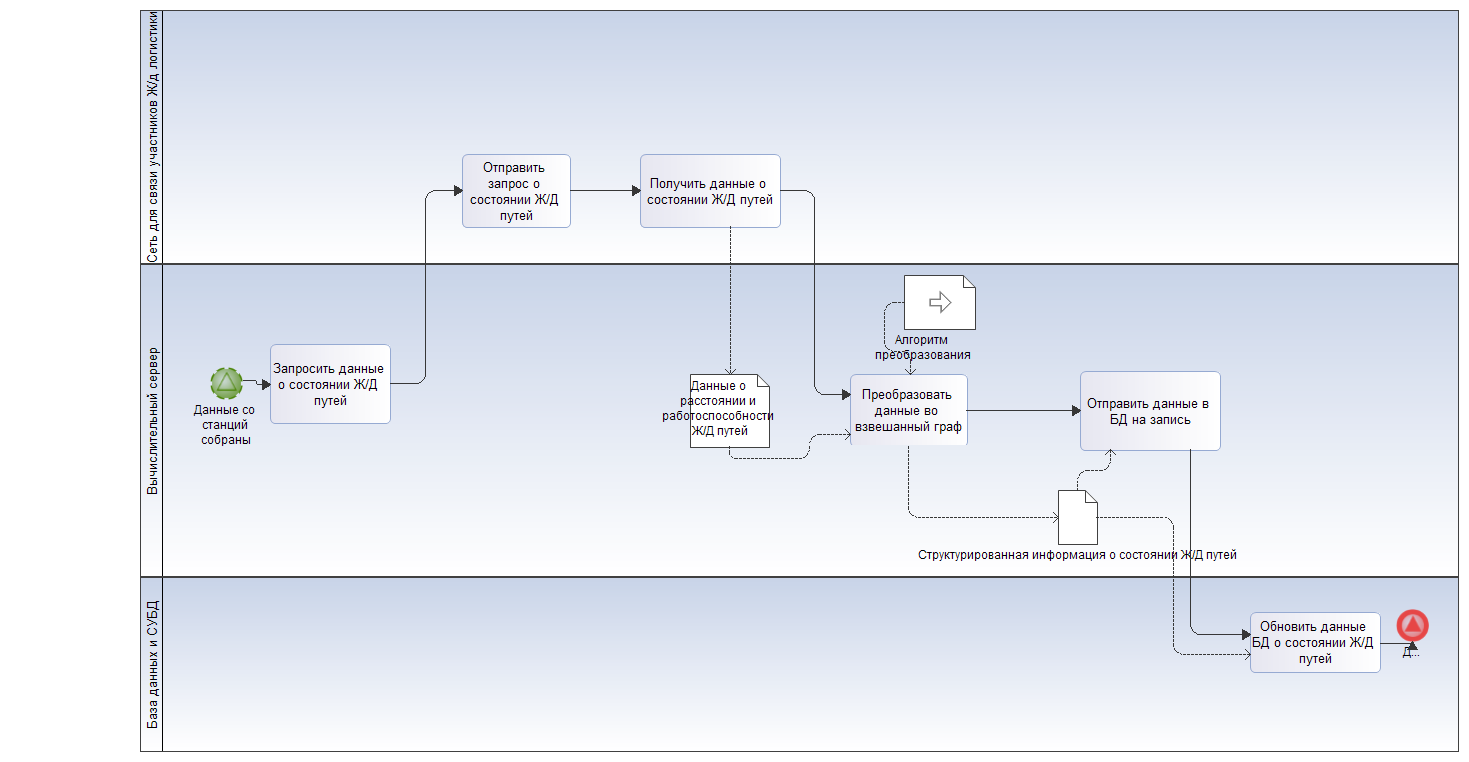 Сеть для связи участников Ж/д логистики
Отправить
запрос о
состоянии Ж/Д
путей
Получить данные о
состоянии Ж/Д путей
Вычислительный сервер
Данные со
станций
собраны
Запросить данные
о состоянии Ж/Д
путей
Данные о
расстоянии и
работоспособности
Ж/Д путей
Алгоритм
преобразования
Преобразовать
данные во
взвешанный граф
Отправить данные в
БД на запись
Структурированная информация о состоянии Ж/Д путей
База данных и СУБД
Обновить данные
БД о состоянии Ж/Д
путей
Д...